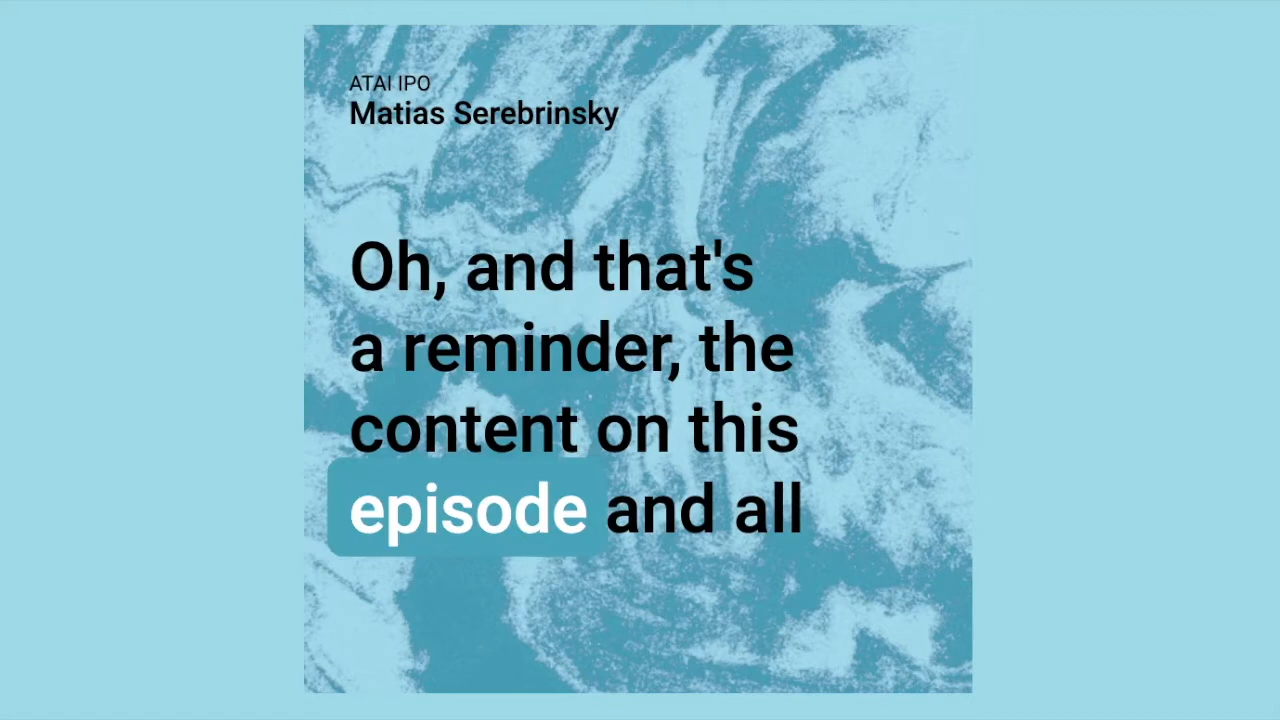 ATAI IPO
Matias Serebrinsky
Oh, and that's
a reminder, the
content on this
episode and all